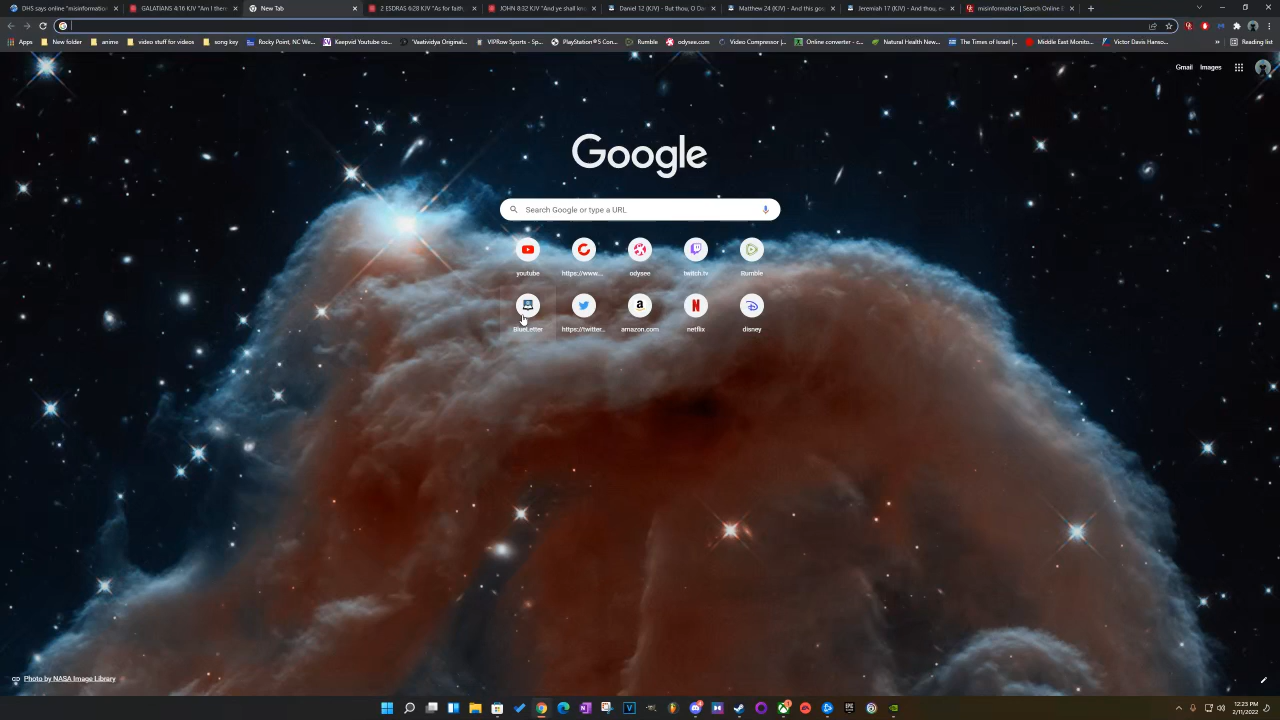 DHS says online "misinformation
GALATIANS 4:16 KJV "Am I there
New Tab
2 ESDRAS 6:28 KJV "As for faith,
JOHN 8:32 KJV "And ye shall kno
Daniel 12 (KJV) - But thou, O Da
Matthew 24 (KJV) - And this gos
Jeremiah 17 (KJV) - And thou, ev
misinformation | Search Online E
Apps
New folder
anime
video stuff for videos
song key
Rocky Point, NC We...
Keepvid Youtube co...
VIPRow Sports - Sp...
PlayStation®5 Con...
Rumble
odysee.com
Video Compressor |...
Online converter - c...
Natural Health New...
The Times of Israel |...
Middle East Monito...
Victor Davis Hanso...
»
Reading list
Gmail
Images
Google
Search Google or type a URL
youtube
https://www...
odysee
twitch.tv
Rumble
BlueLetter
https://twitter...
amazon.com
netflix
disney
Photo by NASA Image Library
12:23 PM
2/11/2022